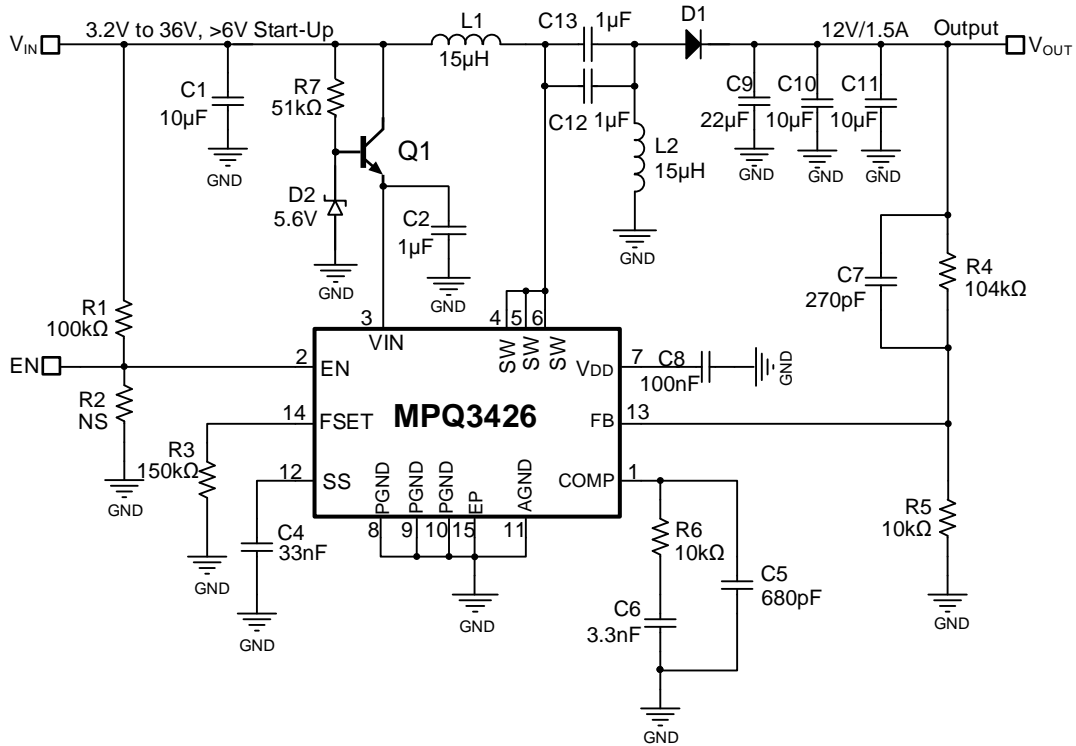 3.2V to 36V, >6V Start-Up
L1
15µH
C13
1µF
D1
12V/1.5A
Output
VIN
VOUT
C1
10µF
GND
R7
51kΩ
Q1
C12
1µF
C9
22µF
GND
C10
10µF
GND
C11
10µF
GND
L2
15µH
GND
D2
5.6V
GND
C2
1µF
GND
C7
270pF
R4
104kΩ
R1
100kΩ
EN
R2
NS
GND
3
VIN
4
5
6
SW
SW
SW
2
EN
VDD
7
C8
100nF
GND
MPQ3426
14
FSET
FB
13
R3
150kΩ
GND
12
SS
COMP
1
C4
33nF
GND
PGND
PGND
PGND
EP
AGND
8
9
10
15
11
GND
R6
10kΩ
C5
680pF
C6
3.3nF
GND
R5
10kΩ
GND